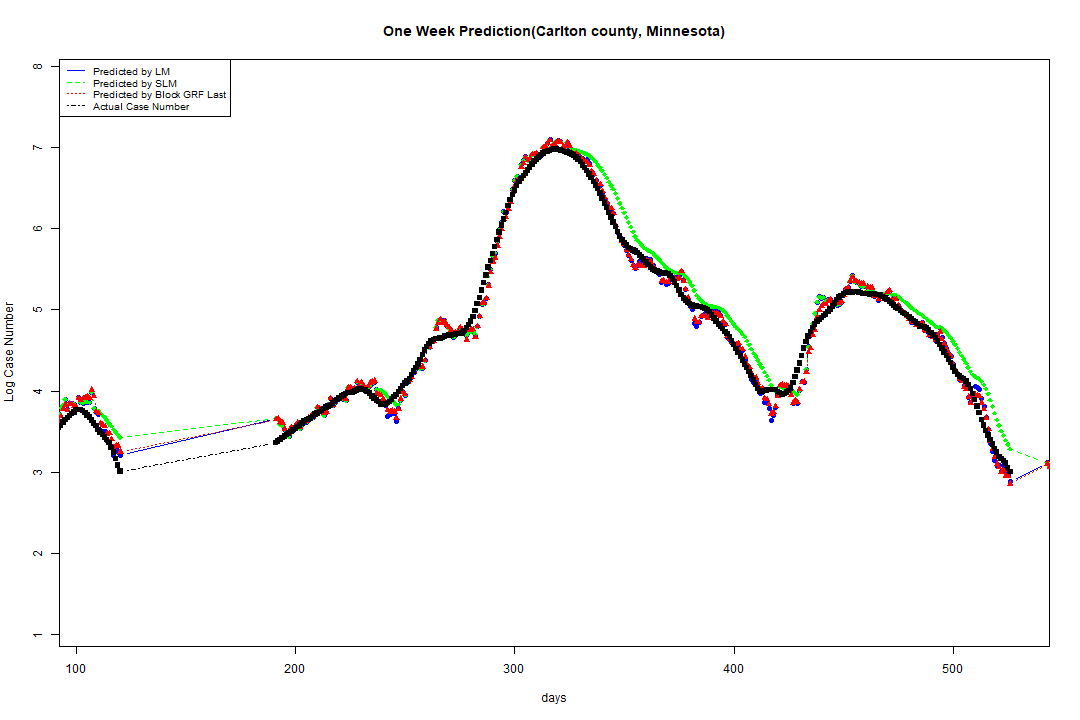 One Week Prediction(Carlton county, Minnesota)
Predicted by LM
Predicted by SLM
Predicted by Block GRF Last
Actual Case Number
8
7
6
5
4
3
2
1
Log Case Number
100 200 300 400 500
days